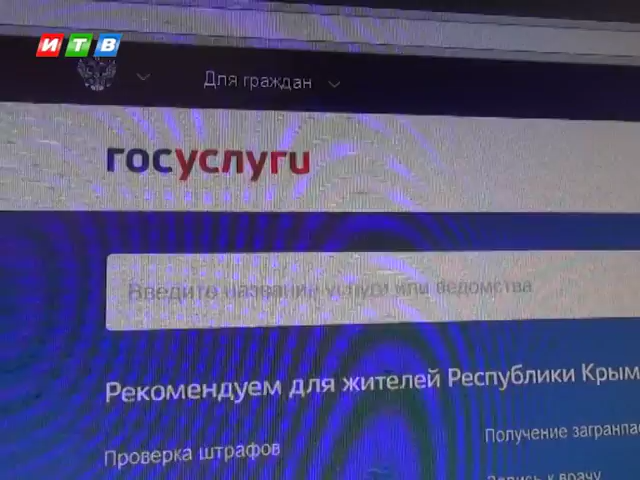 ИТВ
Для граждан
госуслуги
Введите название услуги или ведомства
Рекомендуем для жителей Республики Крым
Проверка штрафов
Получение загранпас
Запись к врачу